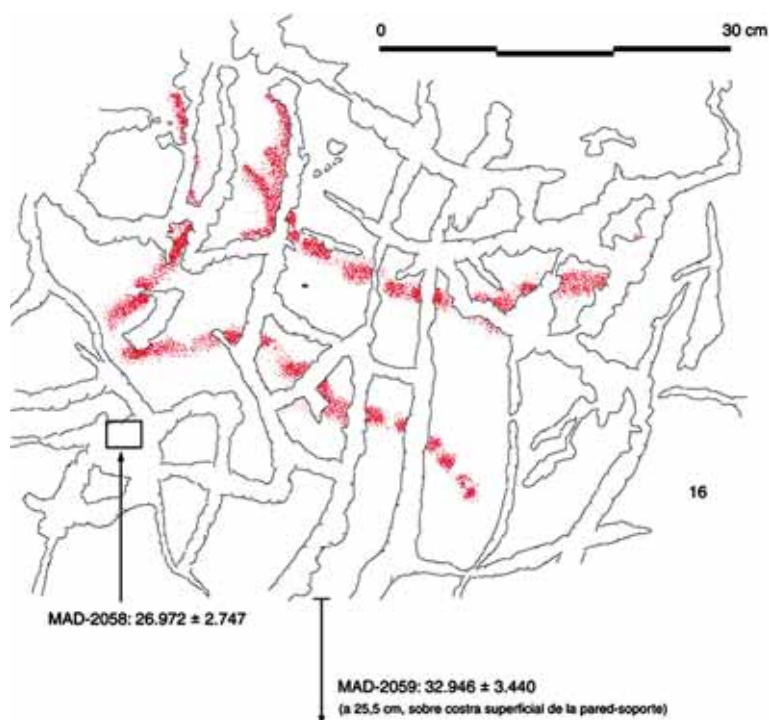 0 30 cm
16
MAD-2058: 26.972 ± 2.747
MAD-2059: 32.946 ± 3.440
(a 25,5 cm, sobre costra superficial de la pared-soporte)